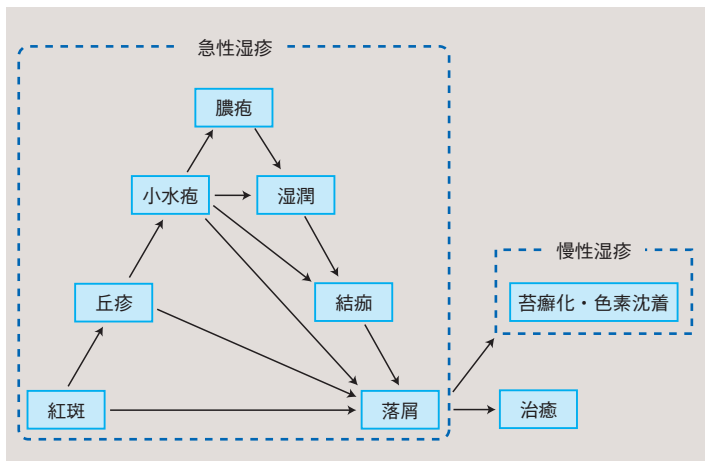 急性湿疹
膿疱
小水疱
湿潤
慢性湿疹
丘疹
結痂
苔癬化・色素沈着
紅斑
落屑
治癒